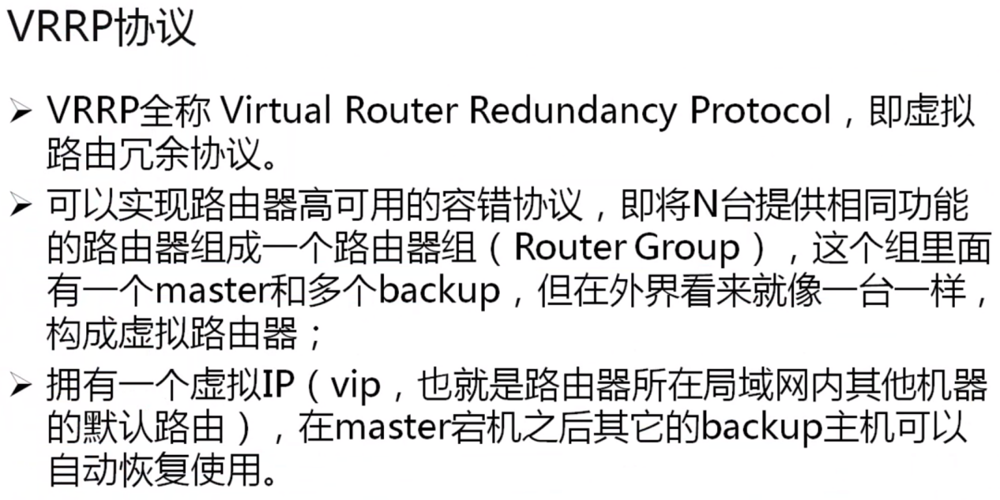 VRRP协议
➢ VRRP全称 Virtual Router Redundancy Protocol，即虚拟
路由冗余协议。
➢ 可以实现路由器高可用的容错协议，即将N台提供相同功能
的路由器组成一个路由器组（Router Group），这个组里面
有一个master和多个backup，但在外界看来就像一台一样，
构成虚拟路由器；
➢ 拥有一个虚拟IP（vip，也就是路由器所在局域网内其他机器
的默认路由），在master宕机之后其它的backup主机可以
自动恢复使用。